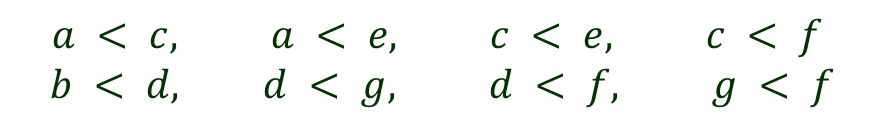 a < c, a < e, c < e, c < f
b < d, d < g, d < f, g < f